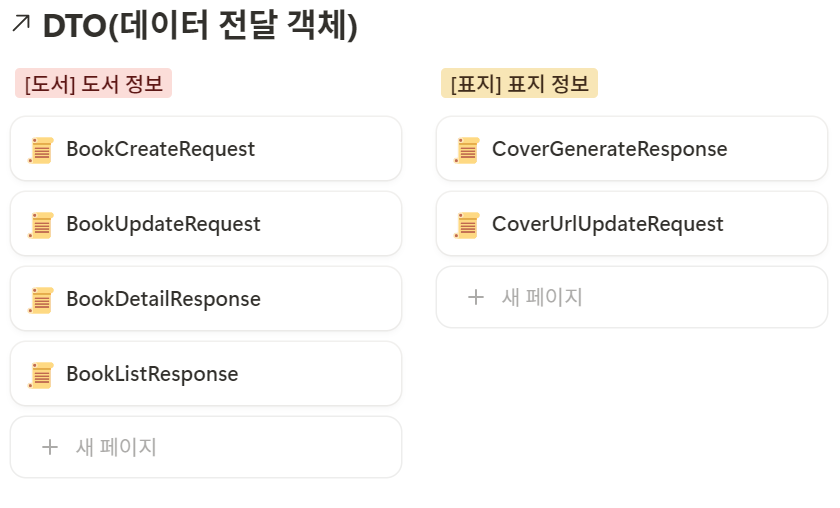 DTO(데이터 전달 객체)
[도서] 도서 정보
BookCreateRequest
BookUpdateRequest
BookDetailResponse
BookListResponse
새 페이지
[표지] 표지 정보
CoverGenerateResponse
CoverUrlUpdateRequest
새 페이지